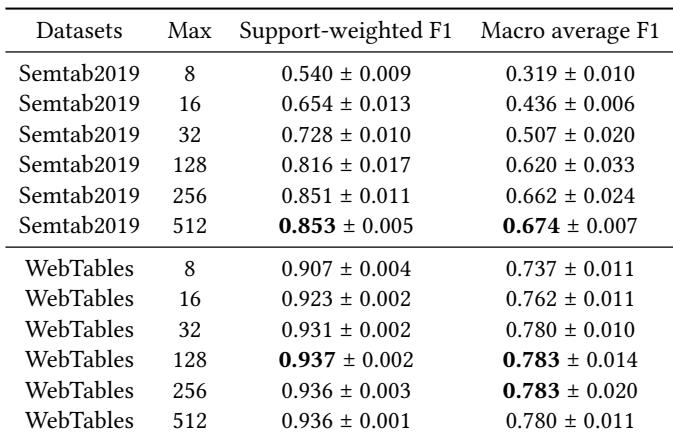 Datasets Max Support-weighted F1 Macro average F1
Semtab2019 8 0.540 ± 0.009 0.319 ± 0.010
Semtab2019 16 0.654 ± 0.013 0.436 ± 0.006
Semtab2019 32 0.728 ± 0.010 0.507 ± 0.020
Semtab2019 128 0.816 ± 0.017 0.620 ± 0.033
Semtab2019 256 0.851 ± 0.011 0.662 ± 0.024
Semtab2019 512 0.853 ± 0.005 0.674 ± 0.007
WebTables 8 0.907 ± 0.004 0.737 ± 0.011
WebTables 16 0.923 ± 0.002 0.762 ± 0.011
WebTables 32 0.931 ± 0.002 0.780 ± 0.010
WebTables 128 0.937 ± 0.002 0.783 ± 0.014
WebTables 256 0.936 ± 0.003 0.783 ± 0.020
WebTables 512 0.936 ± 0.001 0.780 ± 0.011